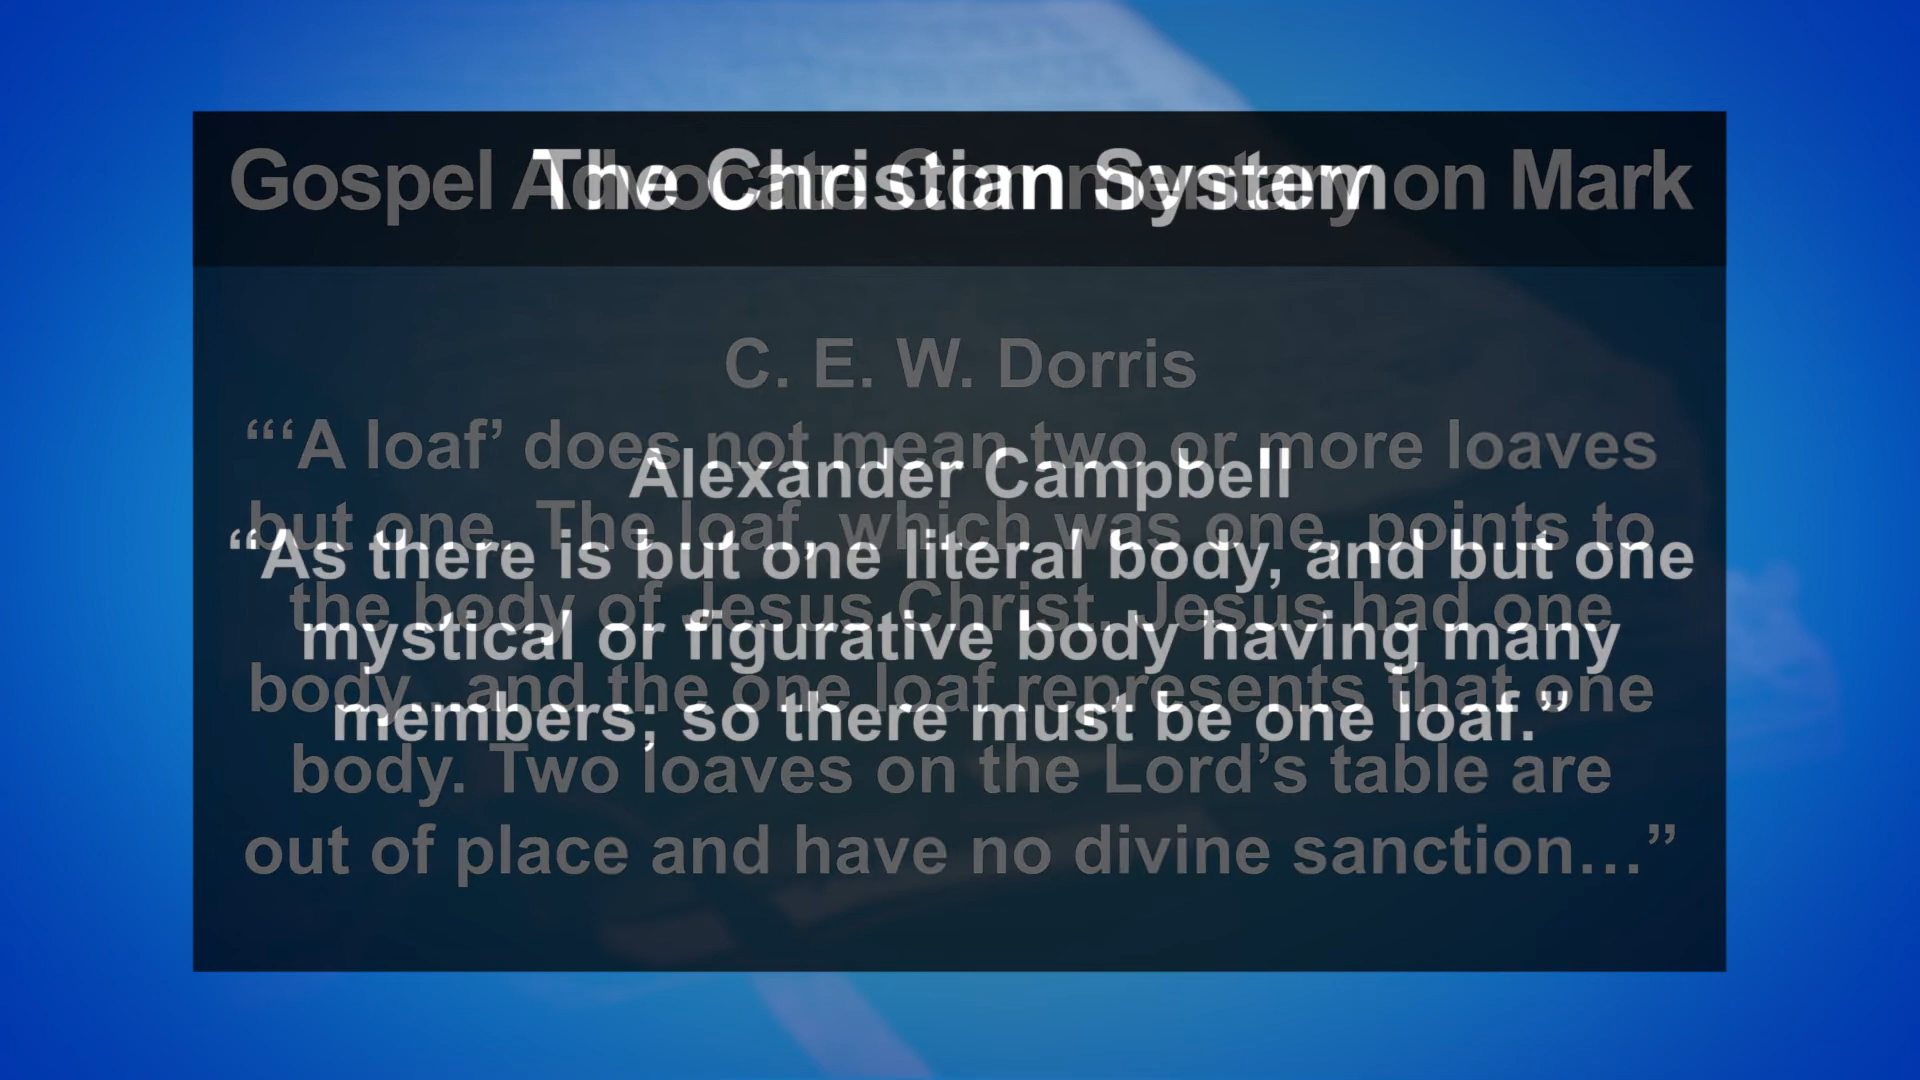 The Christian System
Alexander Campbell
“As there is but one literal body, and but one
mystical or figurative body having many
members; so there must be one loaf.”
Gospel Advocate Commentary on Mark
C. E. W. Dorris
“‘A loaf’ does not mean two or more loaves
but one. The loaf, which was one, points to
the body of Jesus Christ. Jesus had one
body, and the one loaf represents that one
body. Two loaves on the Lord’s table are
out of place and have no divine sanction…”